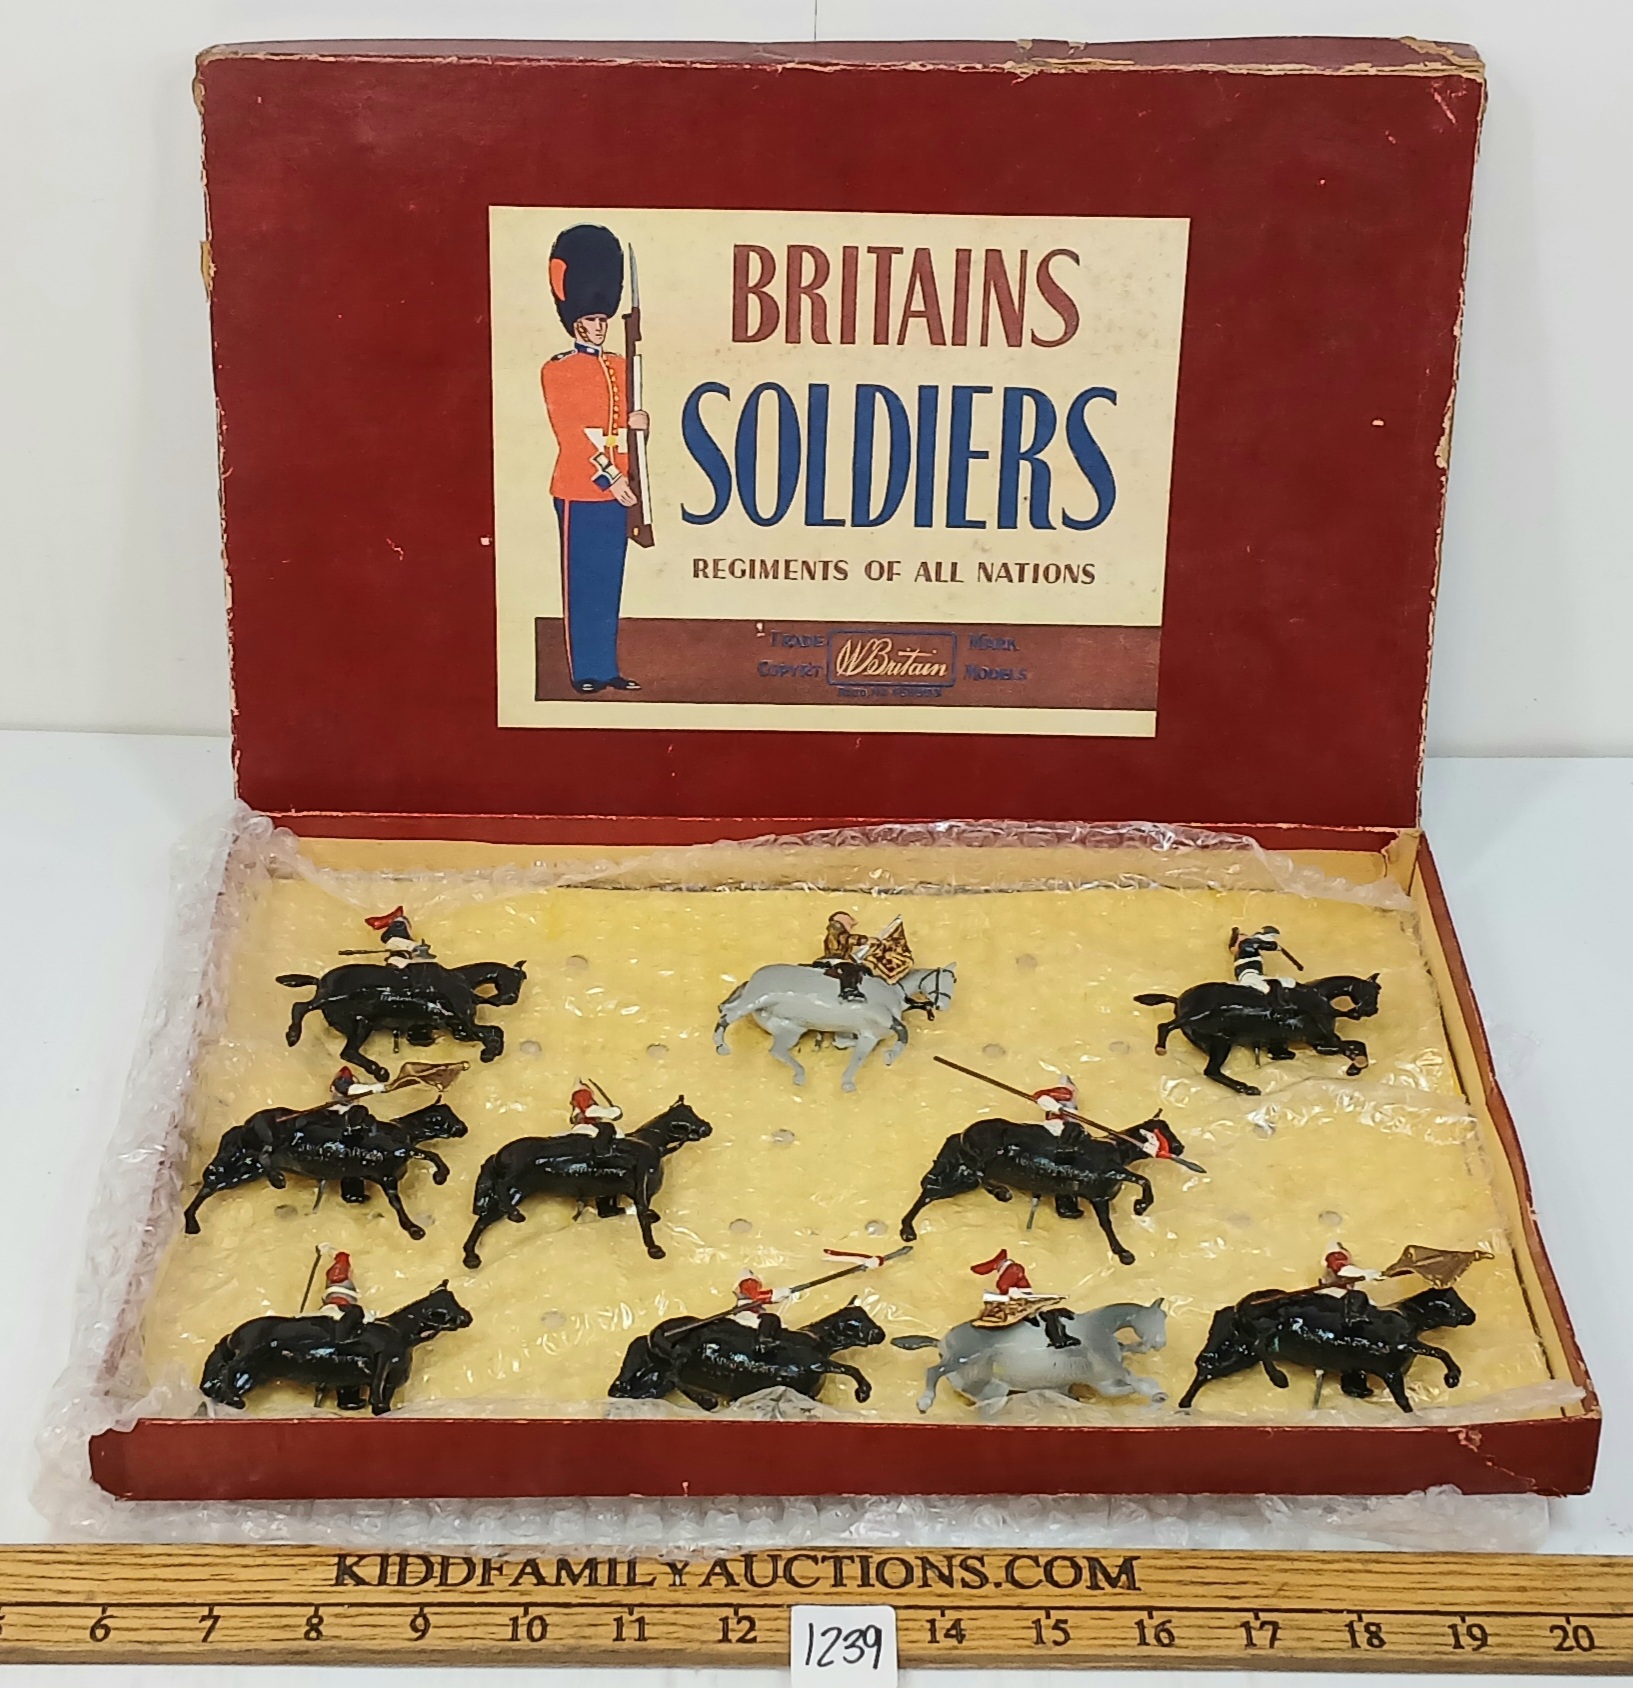 BRITAINS
SOLDIERS
REGIMENTS OF ALL NATIONS
TRADE MARK
W Britain
COPYRT MODELS
KIDDFAMILYAUCTIONS.COM
6 7 8 9 10 11 12 14 15 16 17 18 19 20
1239